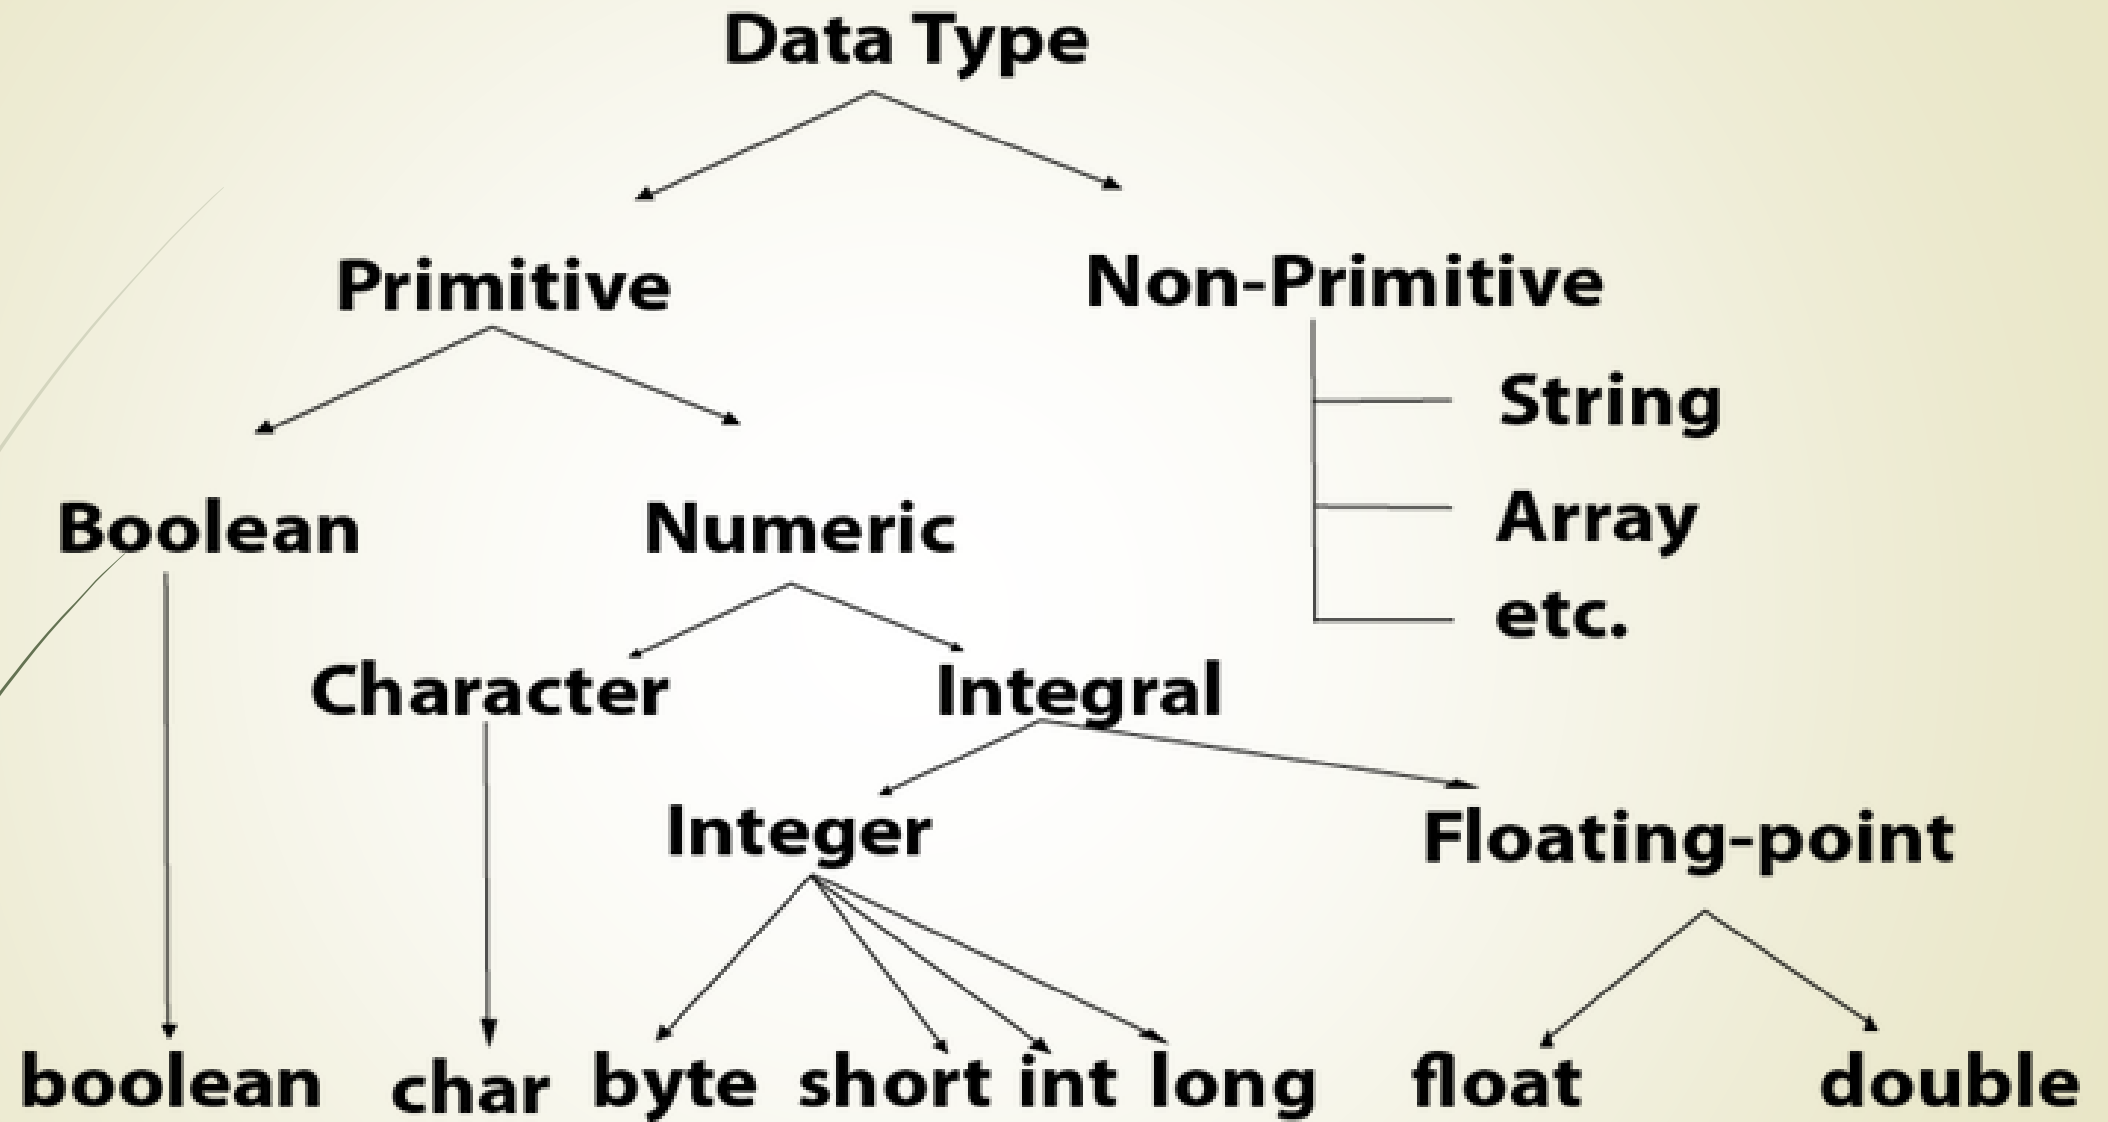 Data Type
Primitive
Non-Primitive
String
Array
etc.
Boolean
Numeric
Character
Integral
Integer
Floating-point
boolean
char
byte
short
int
long
float
double